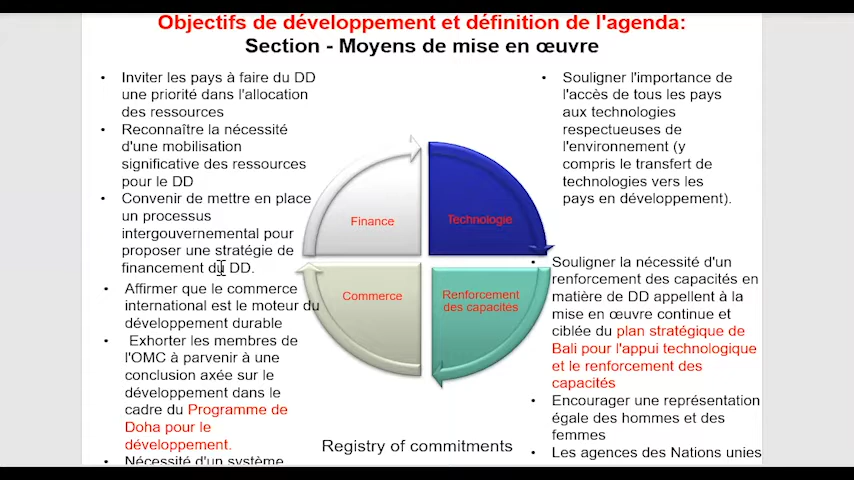 Objectifs de développement et définition de l'agenda:
Section - Moyens de mise en œuvre
• Inviter les pays à faire du DD
une priorité dans l'allocation
des ressources
• Reconnaître la nécessité
d'une mobilisation
significative des ressources
pour le DD
• Convenir de mettre en place
un processus
intergouvernemental pour
proposer une stratégie de
financement du DD.
• Affirmer que le commerce
international est le moteur du
développement durable
• Exhorter les membres de
l'OMC à parvenir à une
conclusion axée sur le
développement dans le
cadre du Programme de
Doha pour le
développement.
• Nécessité d'un système
Finance
Technologie
Commerce
Renforcement
des capacités
Registry of commitments
• Souligner l'importance de
l'accès de tous les pays
aux technologies
respectueuses de
l'environnement (y
compris le transfert de
technologies vers les
pays en développement).
• Souligner la nécessité d'un
renforcement des capacités en
matière de DD appellent à la
mise en œuvre continue et
ciblée du plan stratégique de
Bali pour l'appui technologique
et le renforcement des
capacités
• Encourager une représentation
égale des hommes et des
femmes
• Les agences des Nations unies